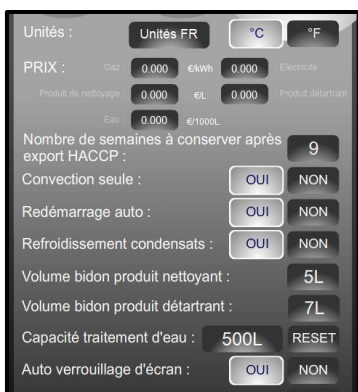 Unités : Unités FR °C °F
PRIX : Gaz : 0.000 €/kWh 0.000 : Electricité
Produit de nettoyage : 0.000 €/L 0.000 : Produit détartrant
Eau : 0.000 €/1000L
Nombre de semaines à conserver après
export HACCP : 9
Convection seule : OUI NON
Redémarrage auto : OUI NON
Refroidissement condensats : OUI NON
Volume bidon produit nettoyant : 5L
Volume bidon produit détartrant : 7L
Capacité traitement d'eau : 500L RESET
Auto verrouillage d'écran : OUI NON